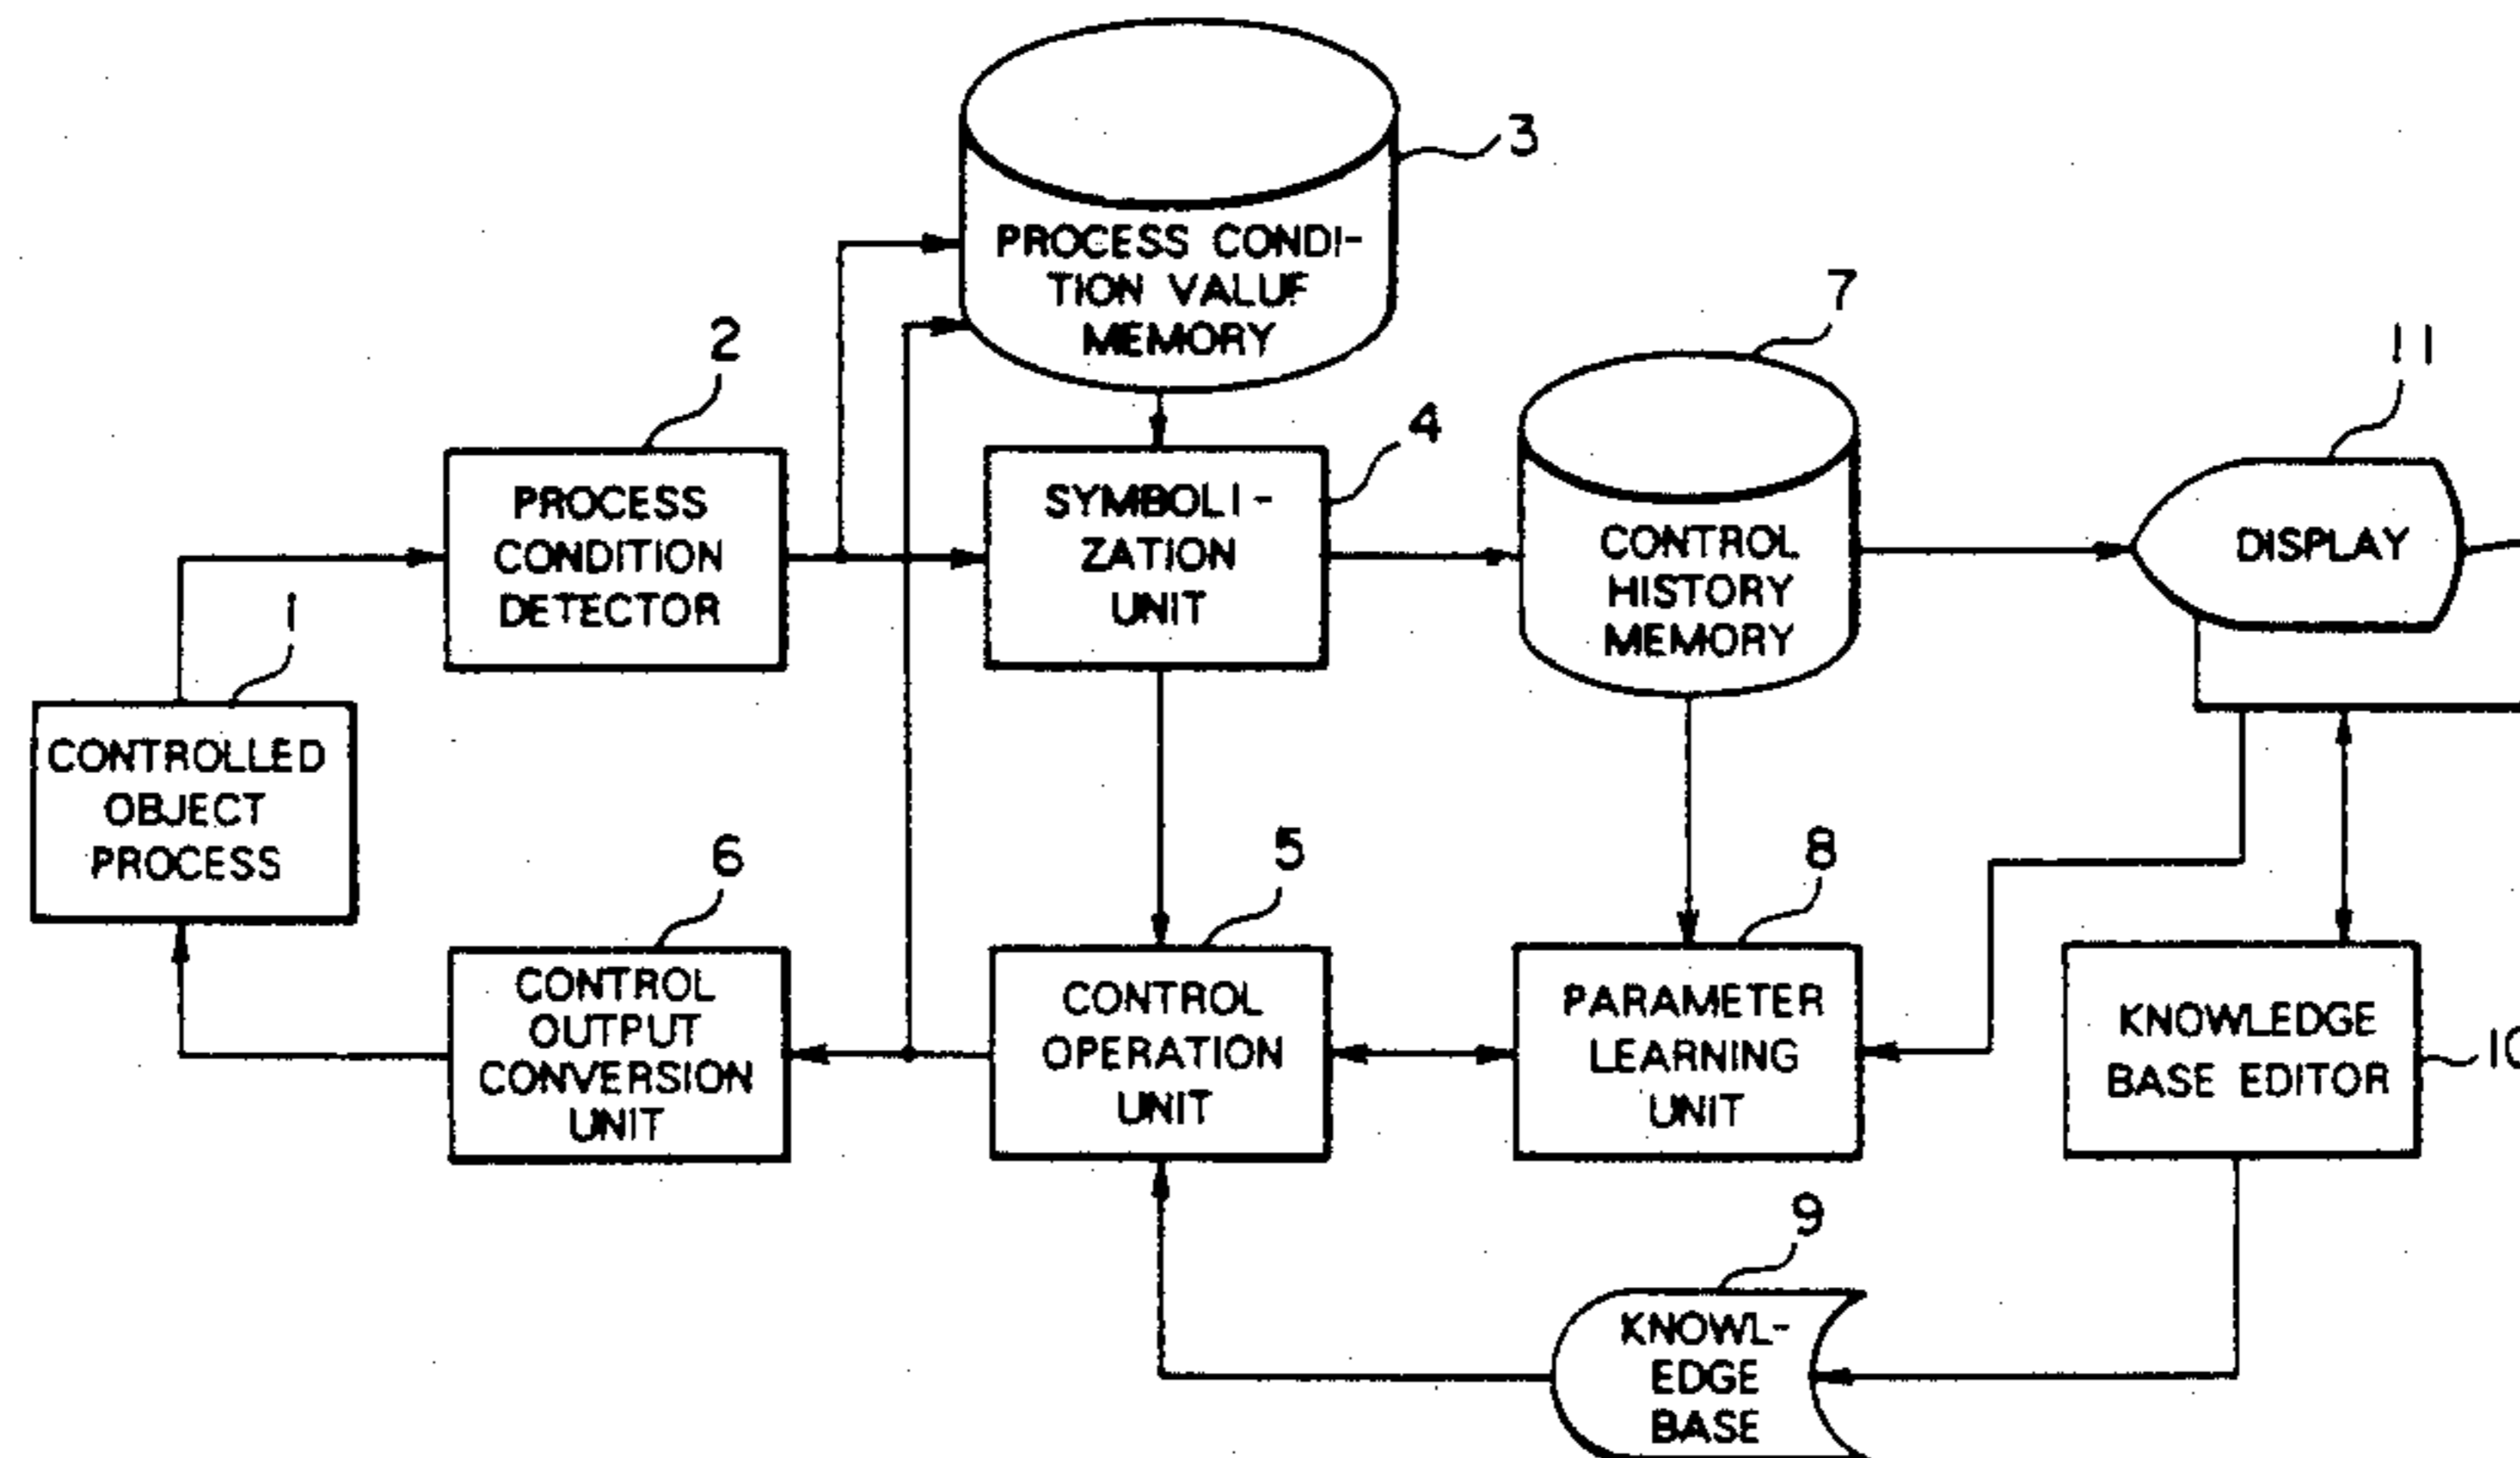 3
PROCESS CONDI-
TION VALUE
MEMORY
7
2
11
4
PROCESS
CONDITION
DETECTOR
SYMBOLI-
ZATION
UNIT
CONTROL
HISTORY
MEMORY
DISPLAY
1
CONTROLLED
OBJECT
PROCESS
6
5
8
CONTROL
OUTPUT
CONVERSION
UNIT
CONTROL
OPERATION
UNIT
PARAMETER
LEARNING
UNIT
KNOWLEDGE
BASE EDITOR
10
9
KNOWL-
EDGE
BASE